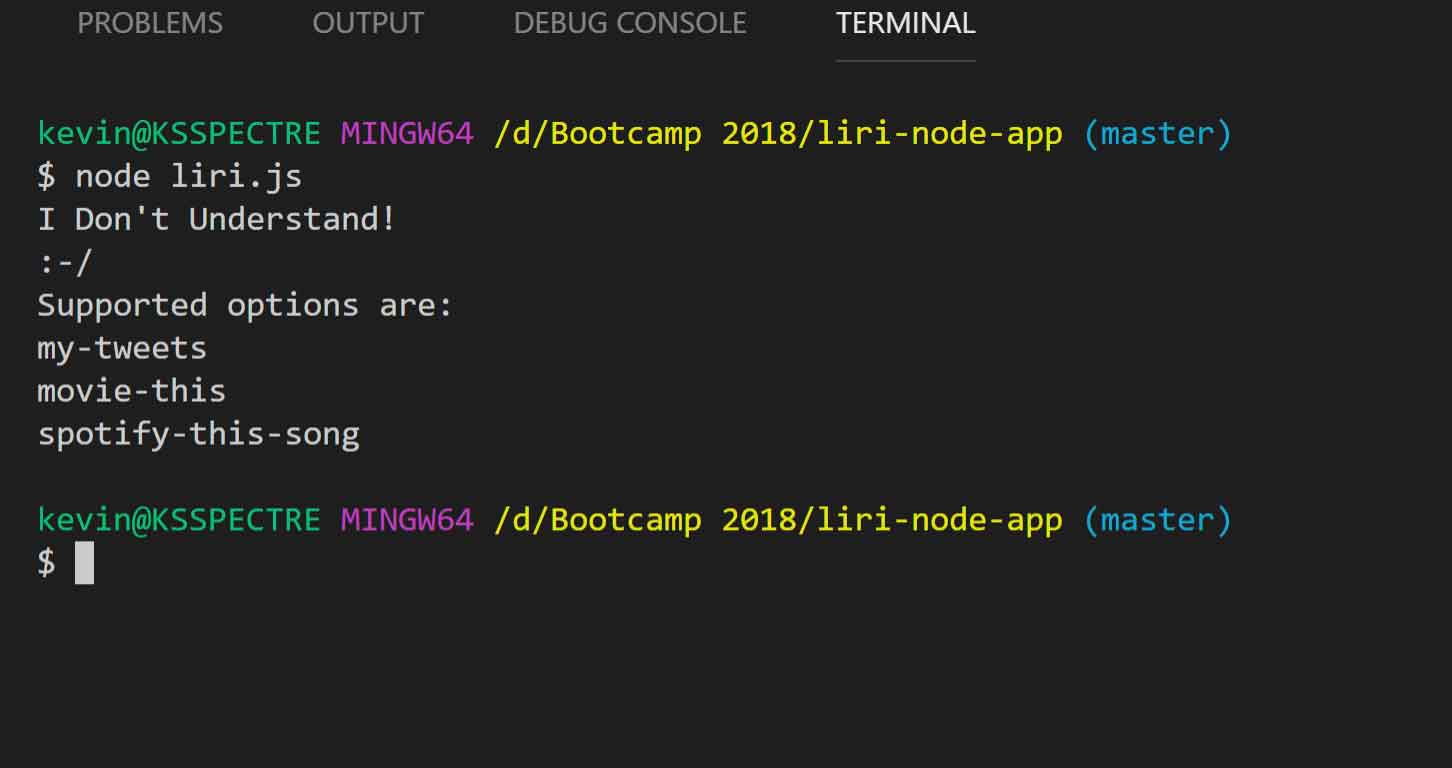 PROBLEMS OUTPUT DEBUG CONSOLE TERMINAL
kevin@KSSPECTRE MINGW64 /d/Bootcamp 2018/liri-node-app (master)
$ node liri.js
I Don't Understand!
:-/
Supported options are:
my-tweets
movie-this
spotify-this-song
kevin@KSSPECTRE MINGW64 /d/Bootcamp 2018/liri-node-app (master)
$